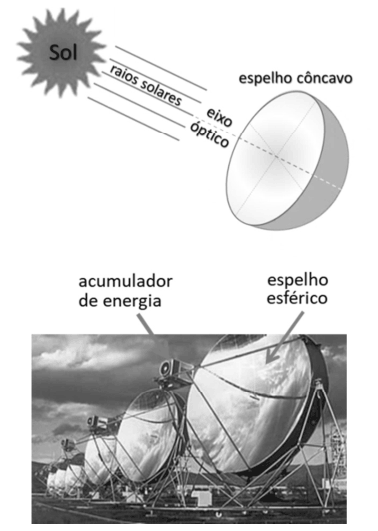 Sol
raios solares
eixo
óptico
espelho côncavo
acumulador
de energia
espelho
esférico